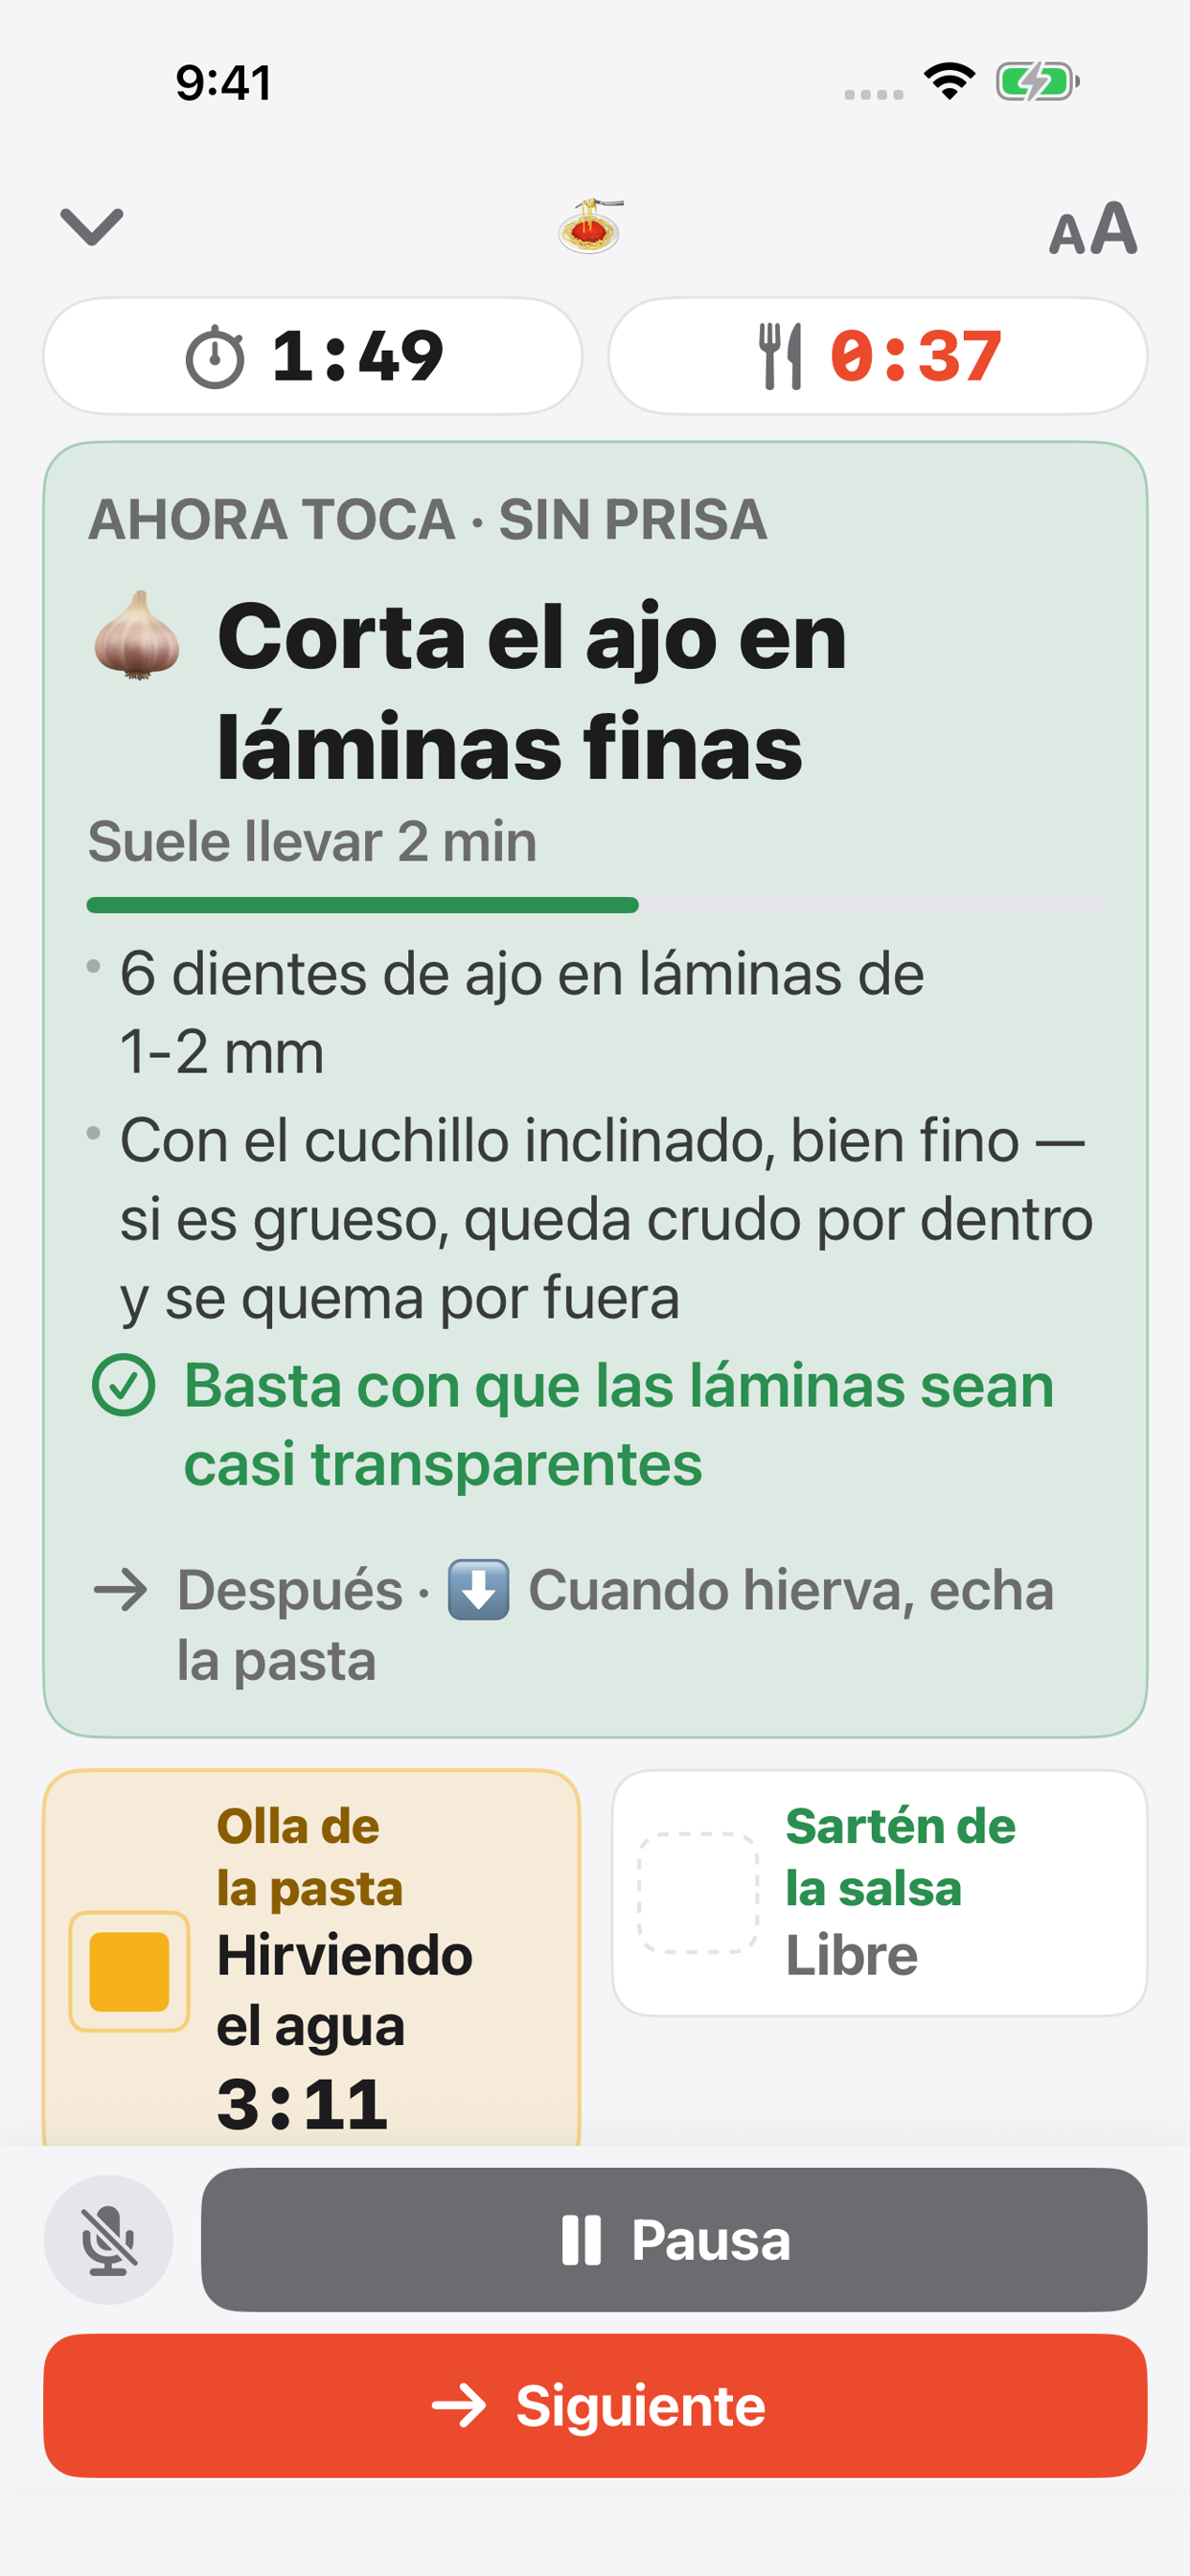 9:41
AA
1:49
0:37
AHORA TOCA · SIN PRISA
Corta el ajo en
láminas finas
Suele llevar 2 min
• 6 dientes de ajo en láminas de
1-2 mm
• Con el cuchillo inclinado, bien fino —
si es grueso, queda crudo por dentro
y se quema por fuera
Basta con que las láminas sean
casi transparentes
→ Después · ⬇️ Cuando hierva, echa
la pasta
Olla de
la pasta
Hirviendo
el agua
3:11
Sartén de
la salsa
Libre
Pausa
→ Siguiente